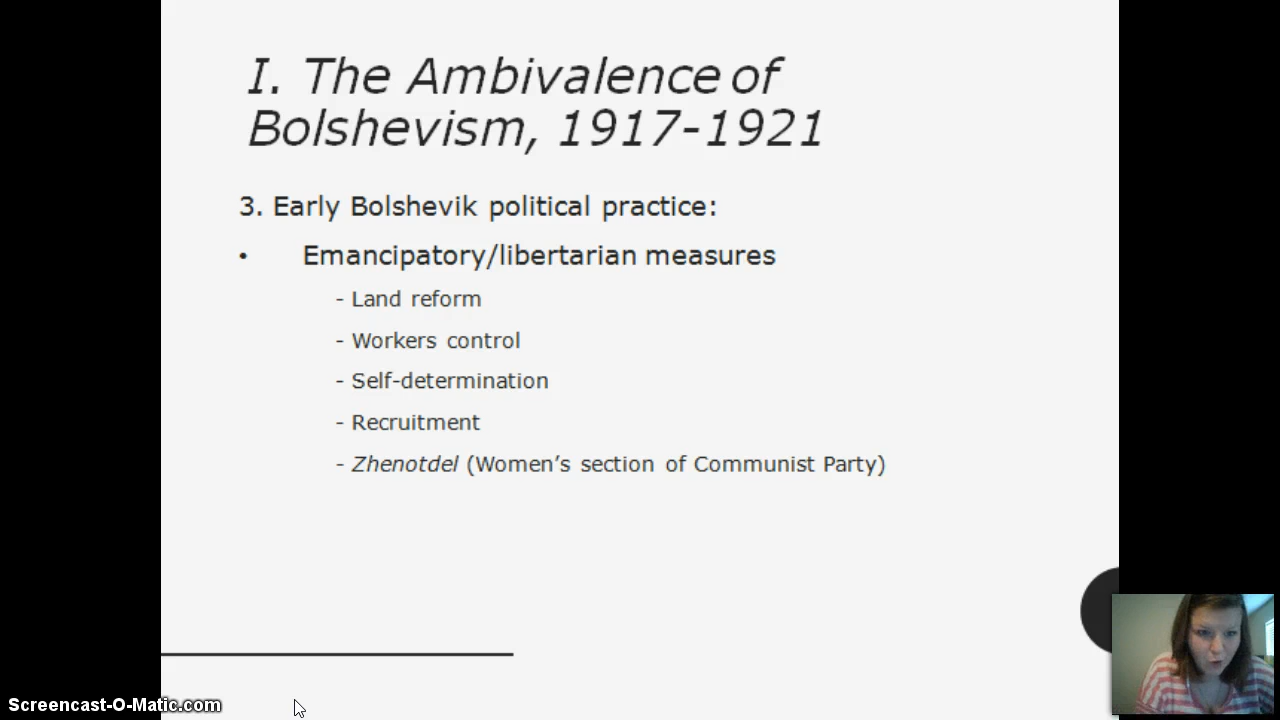 I. The Ambivalence of
Bolshevism, 1917-1921
3. Early Bolshevik political practice:
• Emancipatory/libertarian measures
- Land reform
- Workers control
- Self-determination
- Recruitment
- Zhenotdel (Women’s section of Communist Party)
Screencast-O-Matic.com